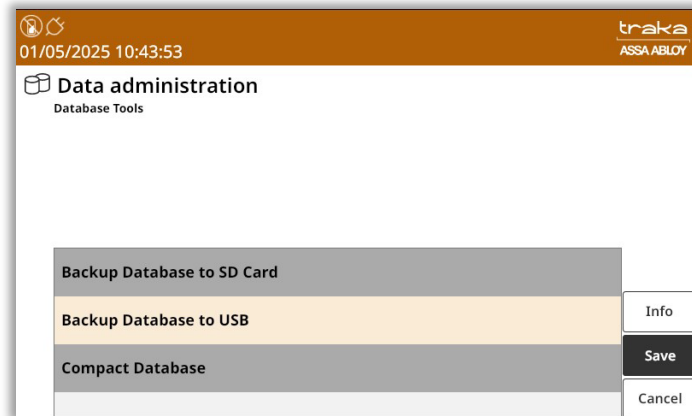 traka
01/05/2025 10:43:53
ASSA ABLOY
Data administration
Database Tools
Backup Database to SD Card
Backup Database to USB
Info
Compact Database
Save
Cancel